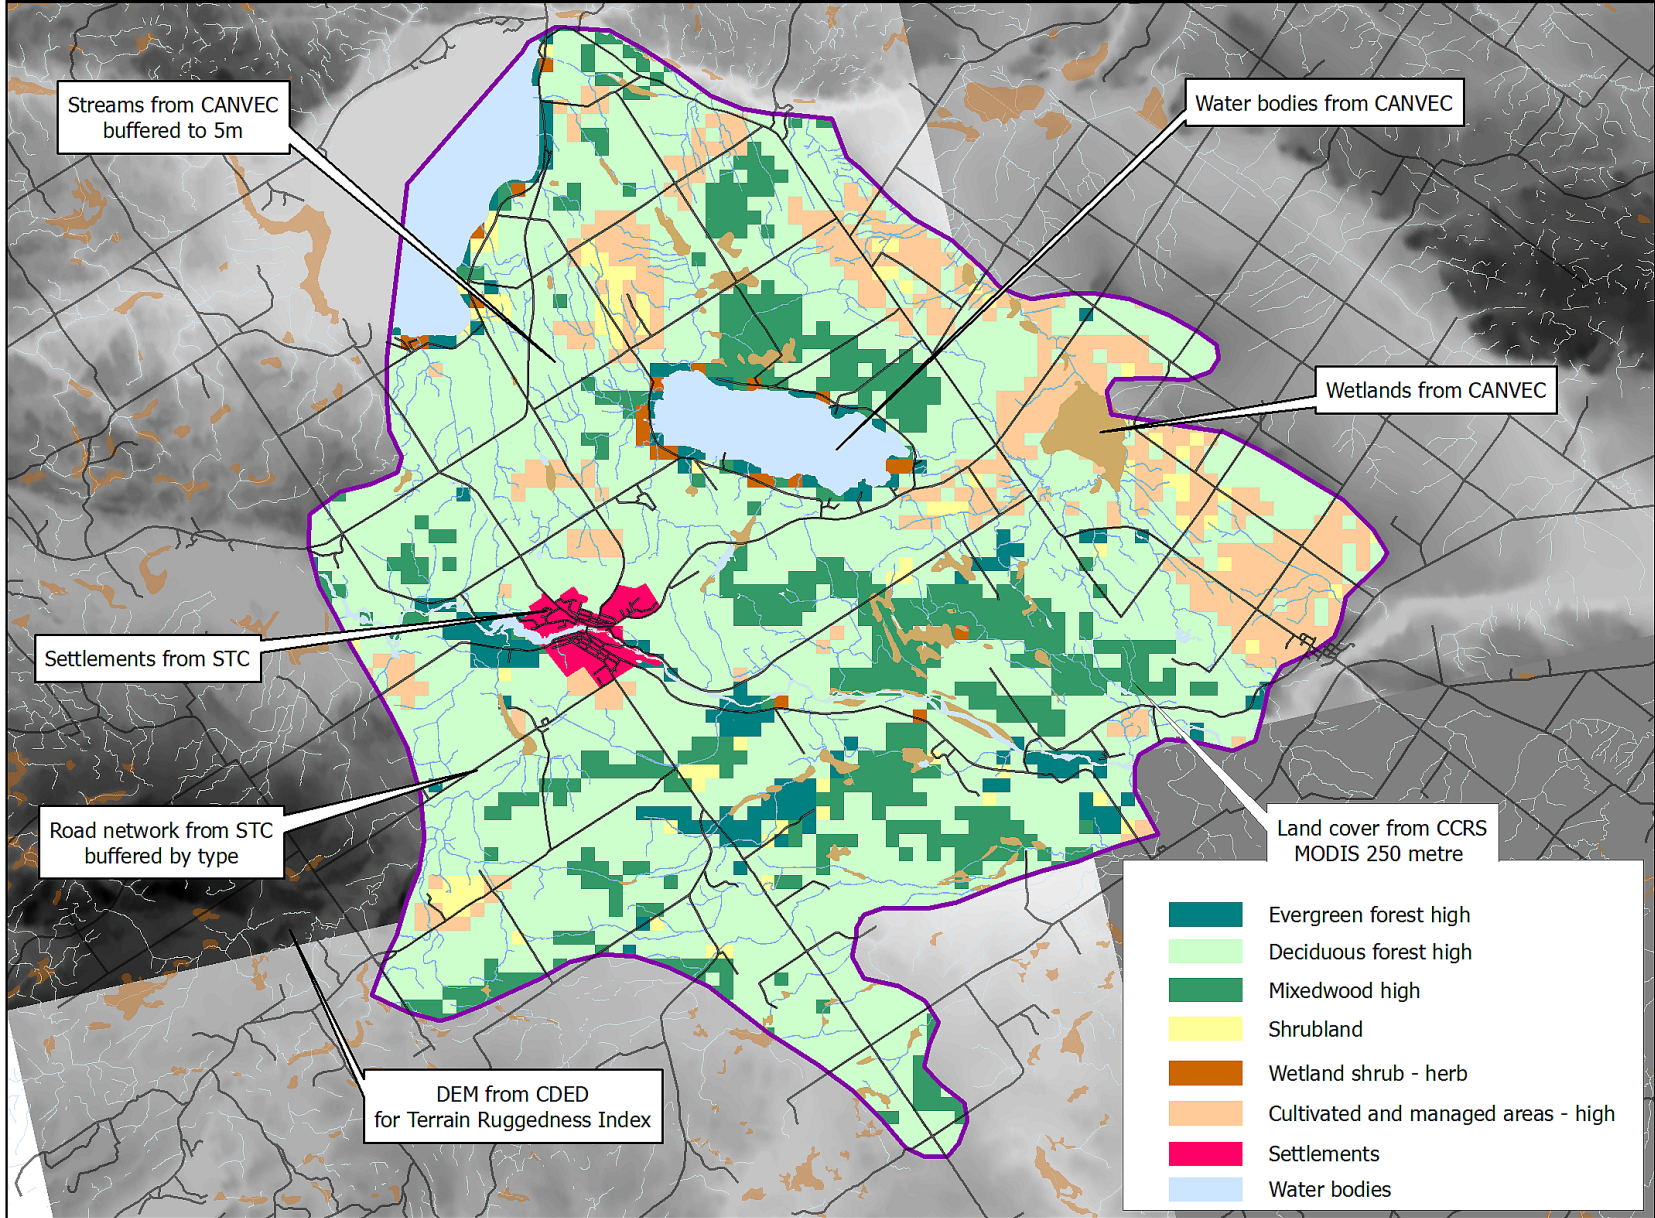 Streams from CANVEC
buffered to 5m
Water bodies from CANVEC
Wetlands from CANVEC
Settlements from STC
Road network from STC
buffered by type
Land cover from CCRS
MODIS 250 metre
DEM from CDED
for Terrain Ruggedness Index
Evergreen forest high
Deciduous forest high
Mixedwood high
Shrubland
Wetland shrub - herb
Cultivated and managed areas - high
Settlements
Water bodies